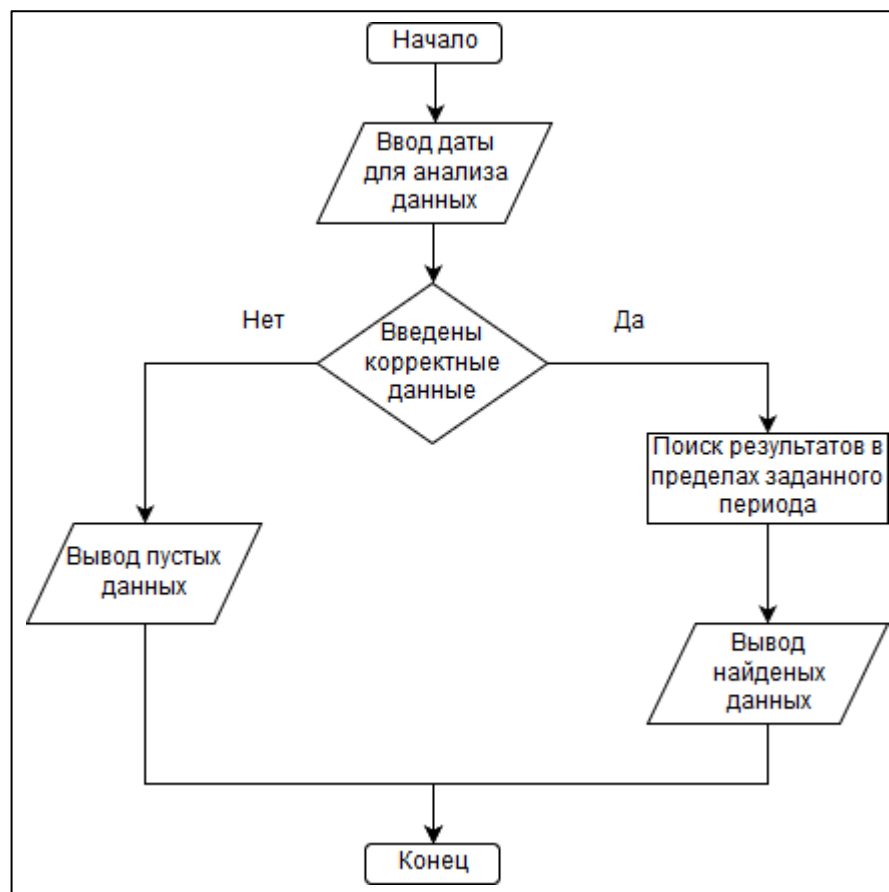 Начало
Ввод даты
для анализа
данных
Нет
Да
Введены
корректные
данные
Поиск результатов в
пределах заданного
периода
Вывод пустых
данных
Вывод
найденых
данных
Конец